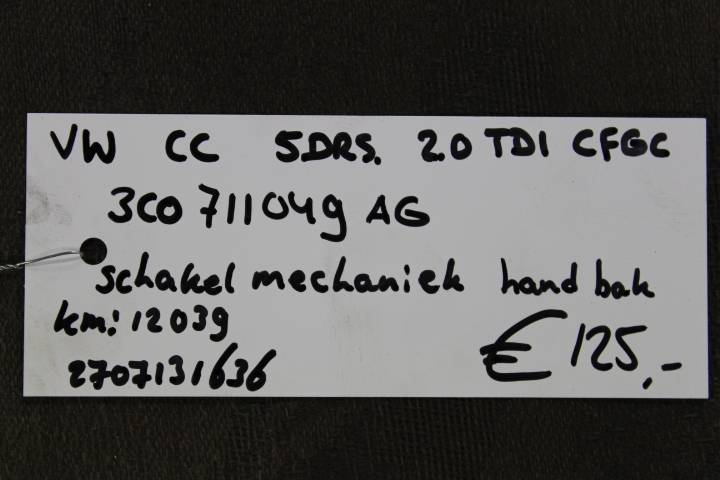 VW CC 5DRS. 2.0 TDI CFGC
3C0 711049 AG
schakel mechaniek hand bak
km: 12039
2707131636
€ 125,-